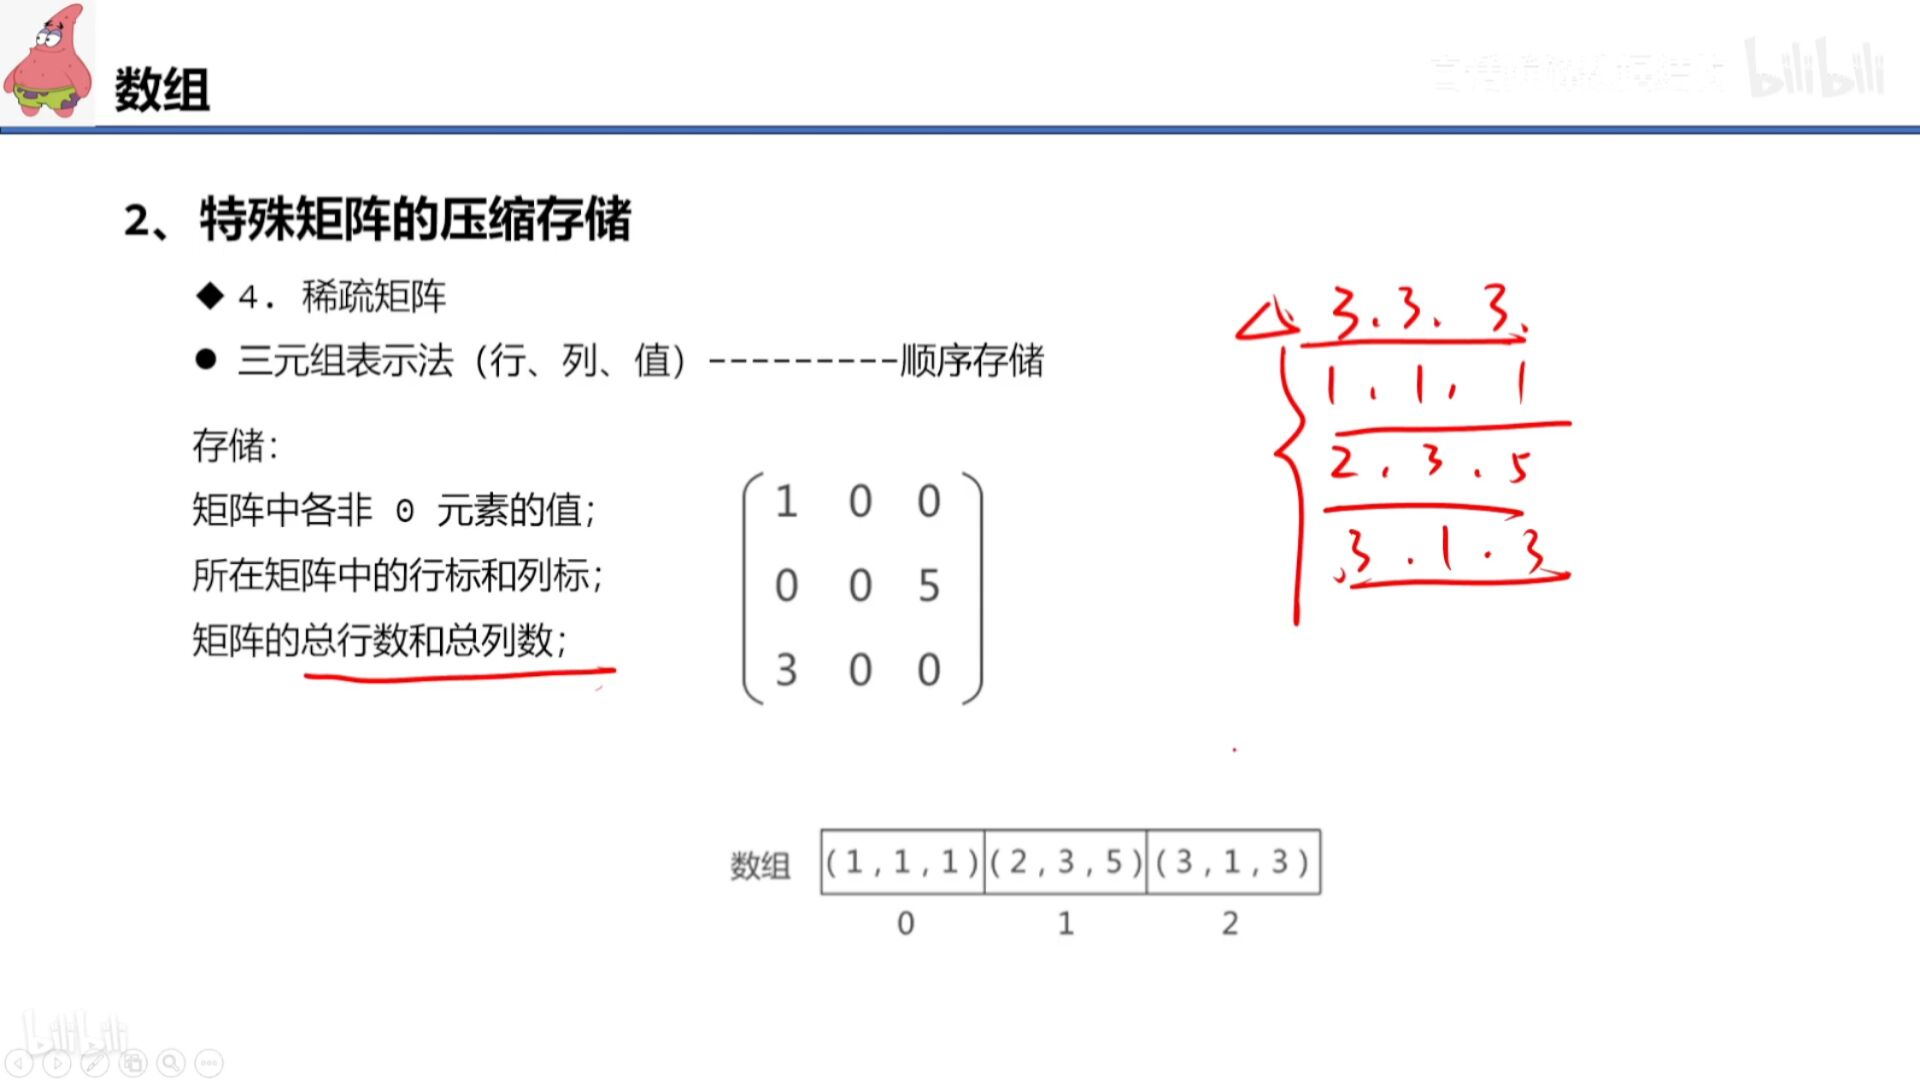 数组
bilibili
2、特殊矩阵的压缩存储
◆ 4. 稀疏矩阵
● 三元组表示法（行、列、值）---------顺序存储
存储：
矩阵中各非 0 元素的值；
所在矩阵中的行标和列标；
矩阵的总行数和总列数；
1 0 0
0 0 5
3 0 0
3. 3. 3.
1. 1, 1
2, 3. 5
3. 1. 3
数组 (1,1,1) (2,3,5) (3,1,3)
0 1 2
bilibili